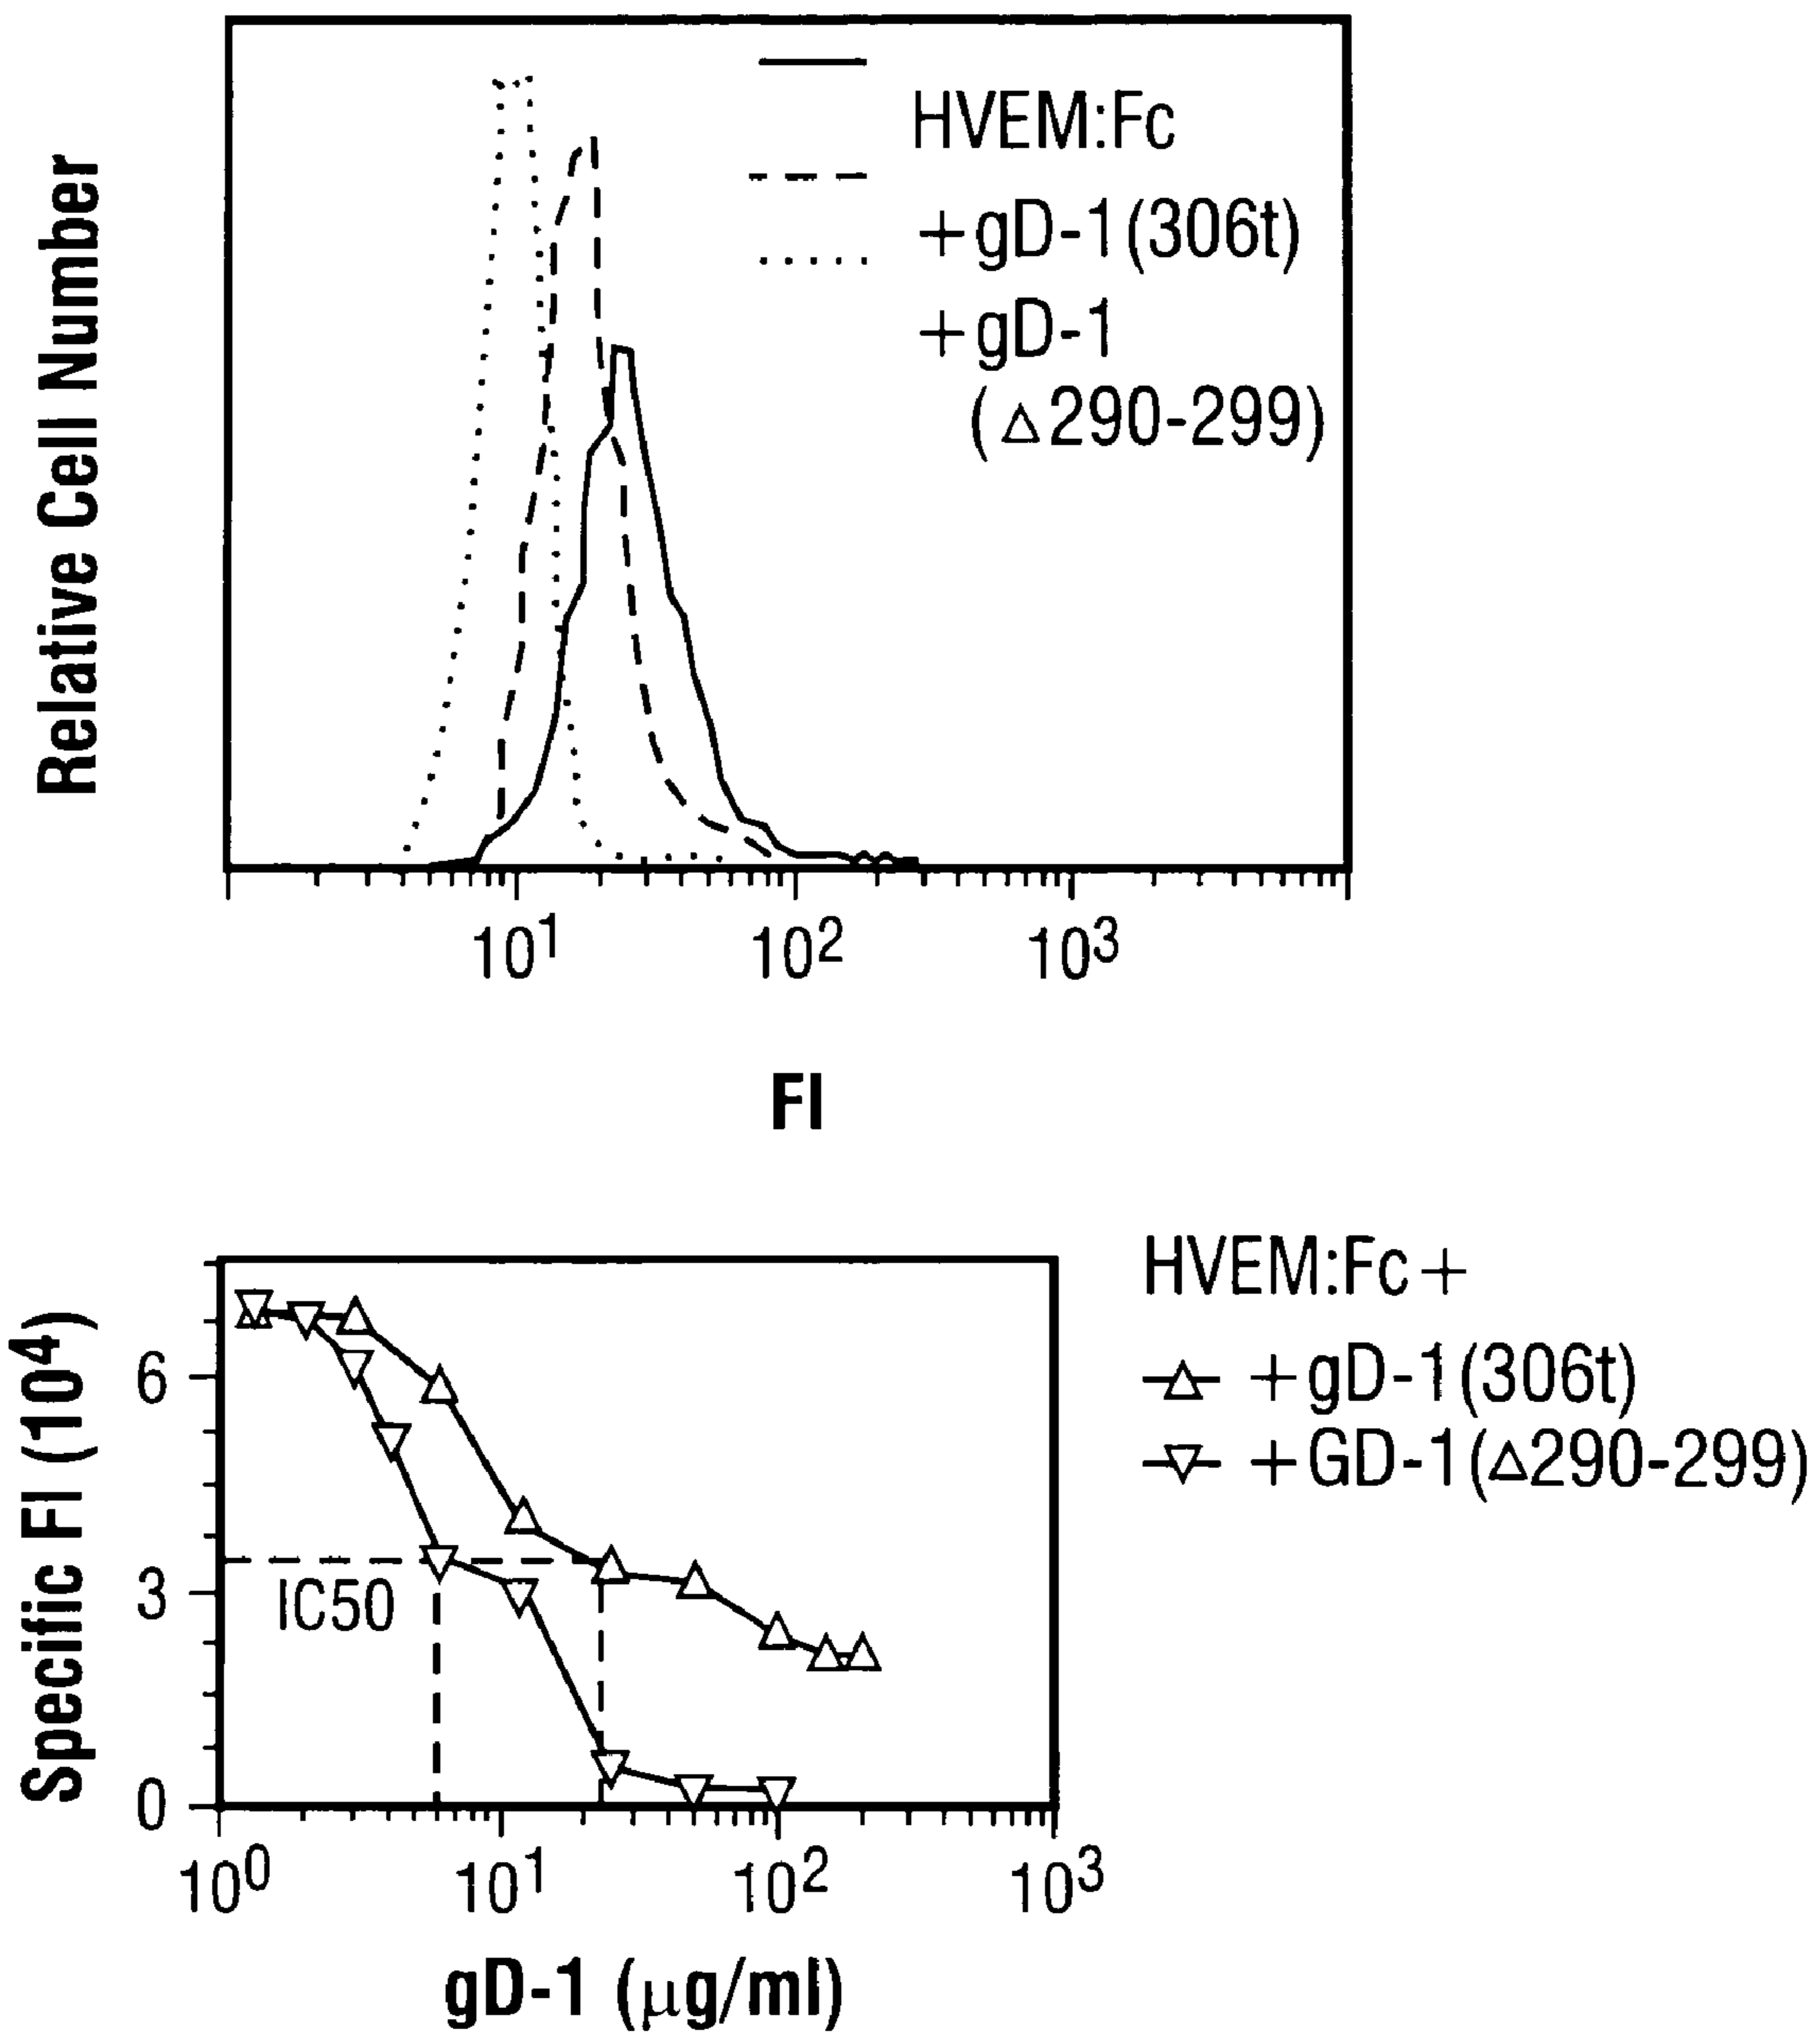 Relative Cell Number
HVEM:Fc
+gD-1(306t)
+gD-1
(△290-299)
10¹ 10² 10³
FI
Specific FI (10⁴)
6
3
0
IC50
HVEM:Fc+
+gD-1(306t)
+GD-1(△290-299)
10⁰ 10¹ 10² 10³
gD-1 (μg/ml)